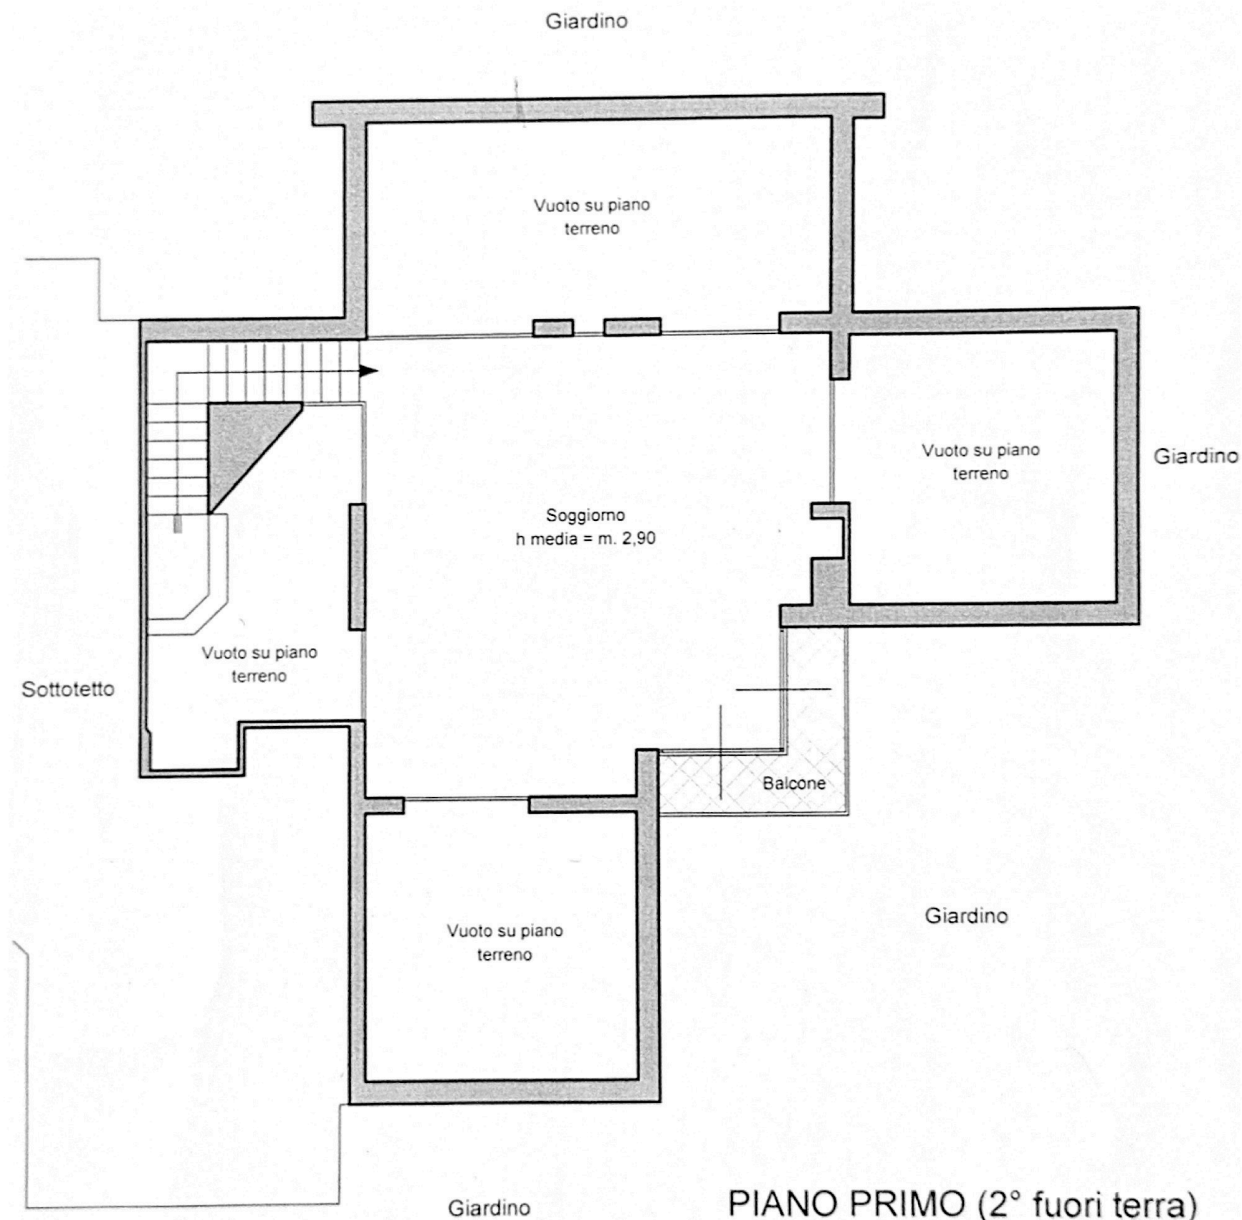 Giardino
Vuoto su piano
terreno
Vuoto su piano
terreno
Giardino
Soggiorno
h media = m. 2,90
Vuoto su piano
terreno
Sottotetto
Balcone
Vuoto su piano
terreno
Giardino
Giardino
PIANO PRIMO (2° fuori terra)